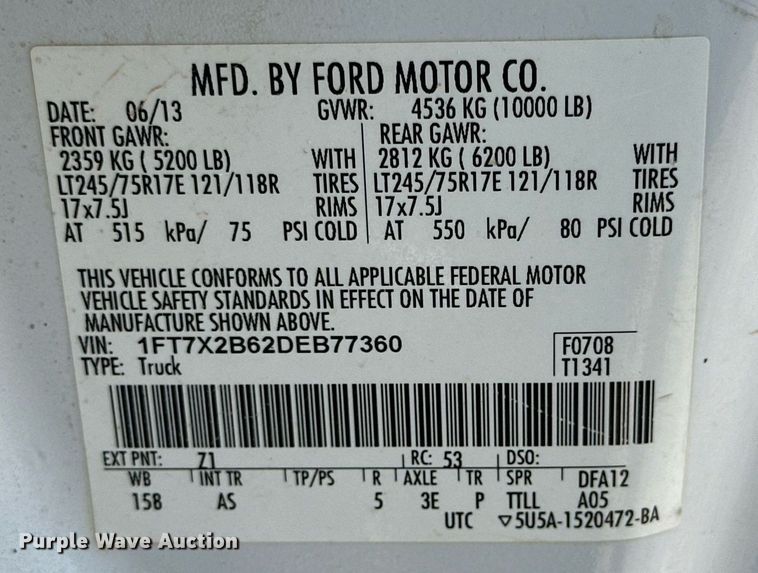 MFD. BY FORD MOTOR CO.
DATE: 06/13 GVWR: 4536 KG (10000 LB)
FRONT GAWR: REAR GAWR:
2359 KG ( 5200 LB) WITH 2812 KG ( 6200 LB) WITH
LT245/75R17E 121/118R TIRES LT245/75R17E 121/118R TIRES
17x7.5J RIMS 17x7.5J RIMS
AT 515 kPa/ 75 PSI COLD AT 550 kPa/ 80 PSI COLD
THIS VEHICLE CONFORMS TO ALL APPLICABLE FEDERAL MOTOR
VEHICLE SAFETY STANDARDS IN EFFECT ON THE DATE OF
MANUFACTURE SHOWN ABOVE.
VIN: 1FT7X2B62DEB77360 F0708
TYPE: Truck T1341
EXT PNT: Z1 RC: 53 DSO:
WB INT TR TP/PS R AXLE TR SPR DFA12
158 AS 5 3E P TTLL A05
UTC ▽5U5A-1520472-BA
Purple Wave Auction